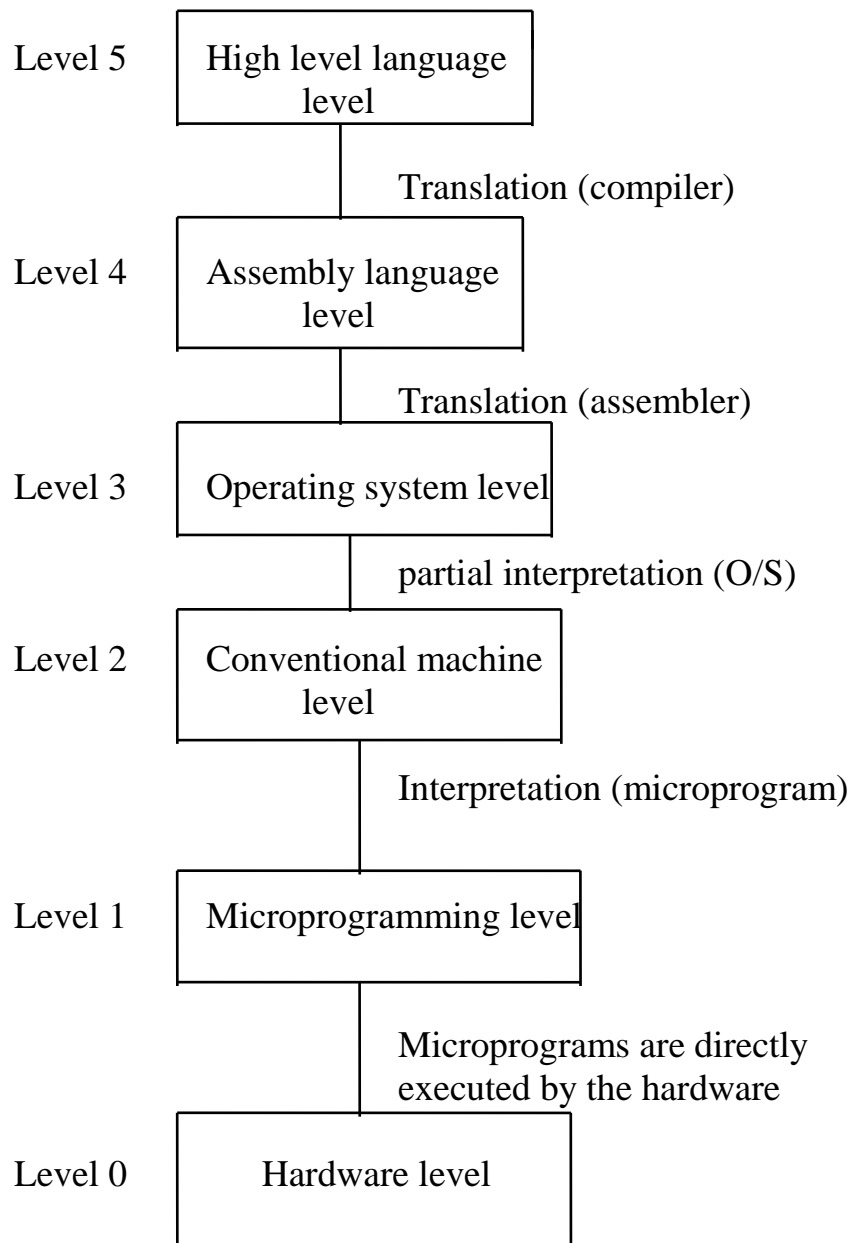 Level 5
High level language
level
Translation (compiler)
Level 4
Assembly language
level
Translation (assembler)
Level 3
Operating system level
partial interpretation (O/S)
Level 2
Conventional machine
level
Interpretation (microprogram)
Level 1
Microprogramming level
Microprograms are directly
executed by the hardware
Level 0
Hardware level